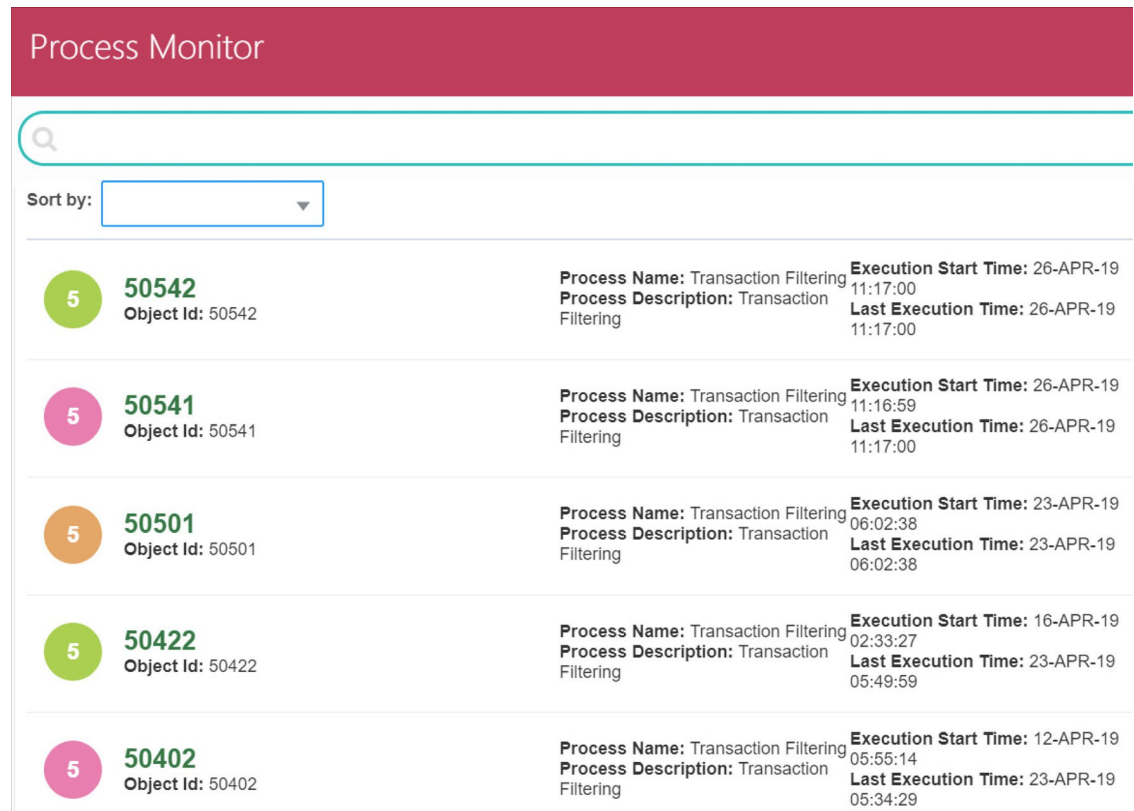 Process Monitor
Sort by:
5
50542
Object Id: 50542
Process Name: Transaction Filtering
Process Description: Transaction
Filtering
Execution Start Time: 26-APR-19
11:17:00
Last Execution Time: 26-APR-19
11:17:00
5
50541
Object Id: 50541
Process Name: Transaction Filtering
Process Description: Transaction
Filtering
Execution Start Time: 26-APR-19
11:16:59
Last Execution Time: 26-APR-19
11:17:00
5
50501
Object Id: 50501
Process Name: Transaction Filtering
Process Description: Transaction
Filtering
Execution Start Time: 23-APR-19
06:02:38
Last Execution Time: 23-APR-19
06:02:38
5
50422
Object Id: 50422
Process Name: Transaction Filtering
Process Description: Transaction
Filtering
Execution Start Time: 16-APR-19
02:33:27
Last Execution Time: 23-APR-19
05:49:59
5
50402
Object Id: 50402
Process Name: Transaction Filtering
Process Description: Transaction
Filtering
Execution Start Time: 12-APR-19
05:55:14
Last Execution Time: 23-APR-19
05:34:29